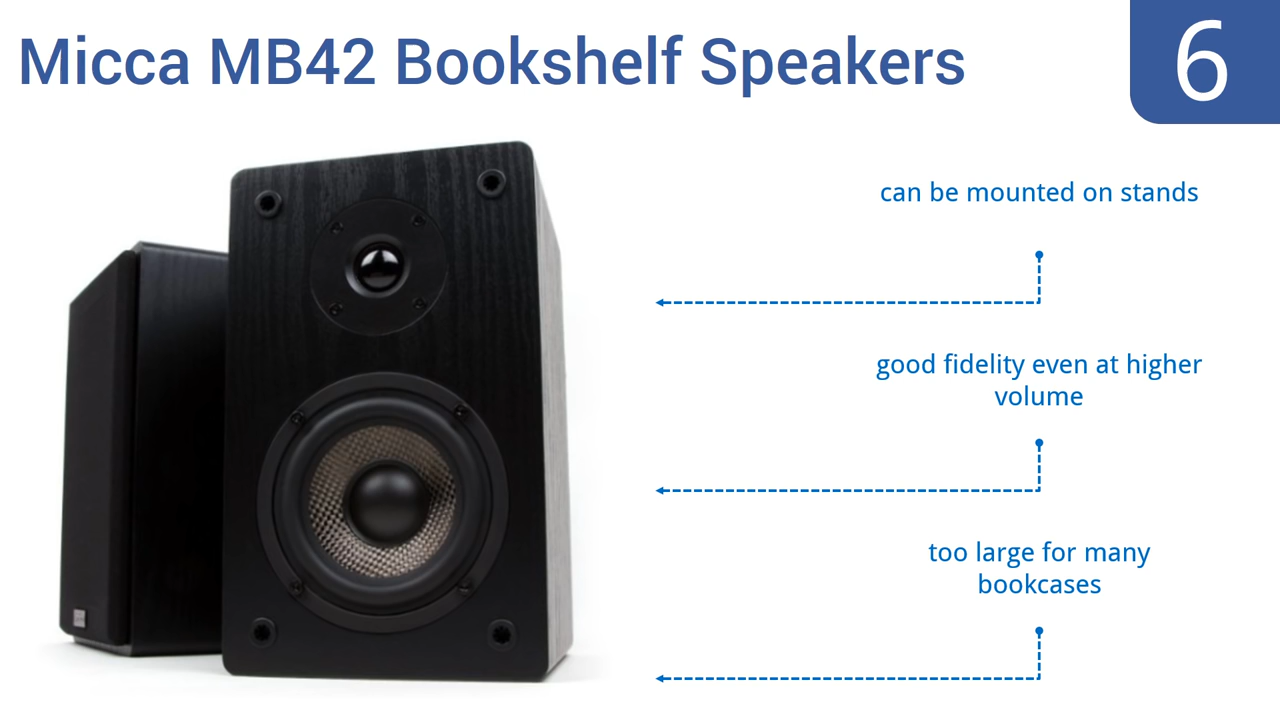 Micca MB42 Bookshelf Speakers
6
can be mounted on stands
good fidelity even at higher
volume
too large for many
bookcases